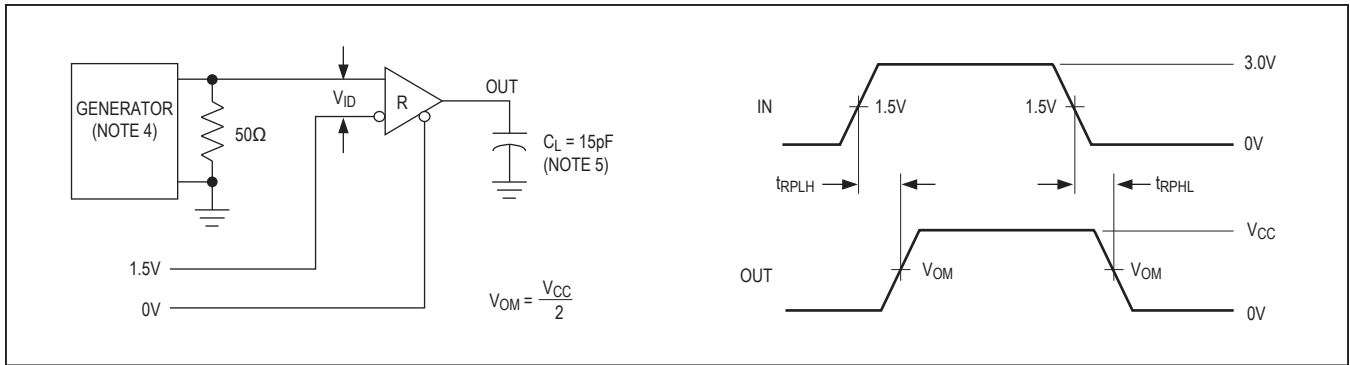 GENERATOR
(NOTE 4)
50Ω
V_ID
R
OUT
C_L = 15pF
(NOTE 5)
1.5V
0V
V_OM = V_CC / 2
IN
1.5V
1.5V
3.0V
0V
t_RPLH
t_RPHL
OUT
V_OM
V_OM
V_CC
0V